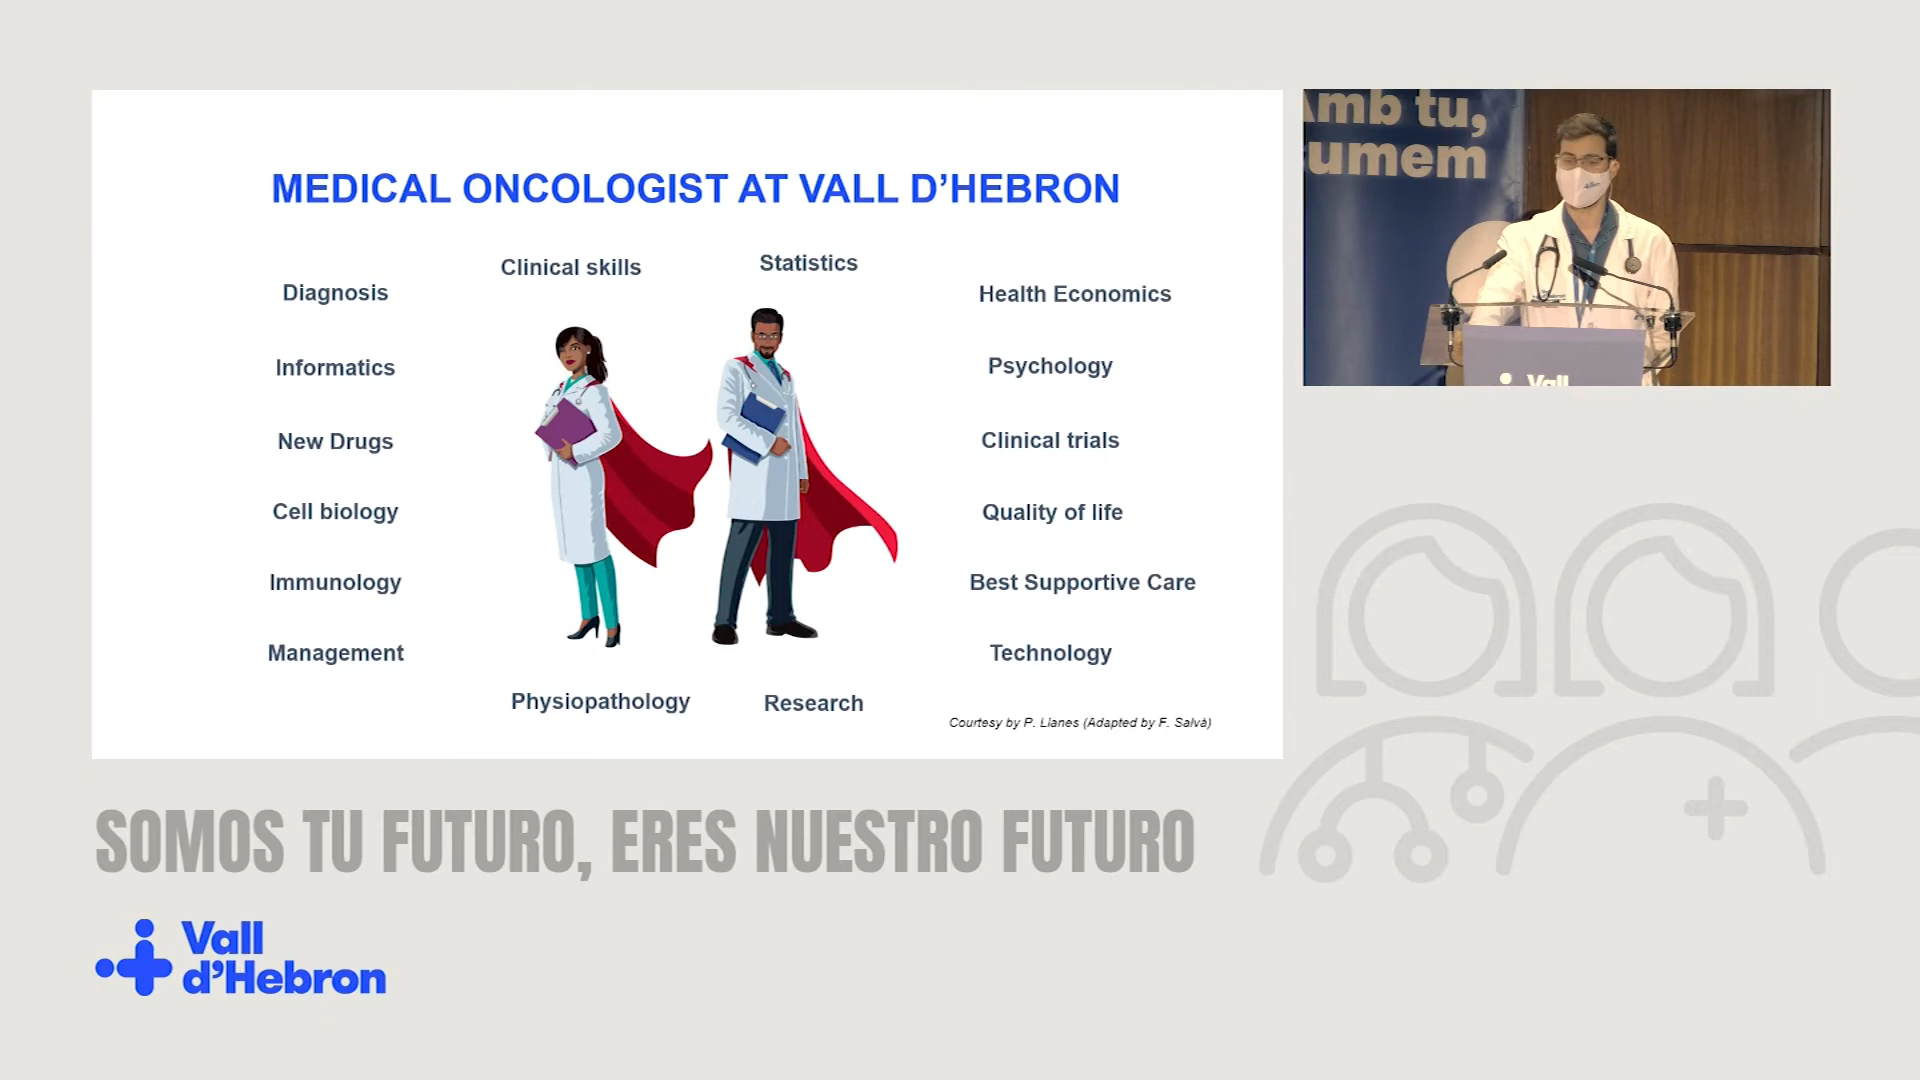 MEDICAL ONCOLOGIST AT VALL D’HEBRON
Clinical skills
Statistics
Diagnosis
Health Economics
Informatics
Psychology
New Drugs
Clinical trials
Cell biology
Quality of life
Immunology
Best Supportive Care
Management
Technology
Physiopathology
Research
Courtesy by P. Llanes (Adapted by F. Salvà)
Amb tu,
sumem
Vall
SOMOS TU FUTURO, ERES NUESTRO FUTURO
Vall
d’Hebron